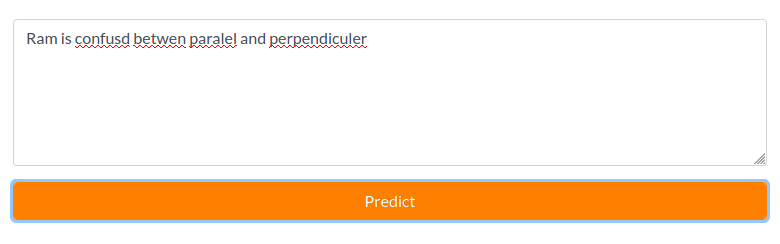 Ram is confusd betwen paralel and perpendiculer
Predict